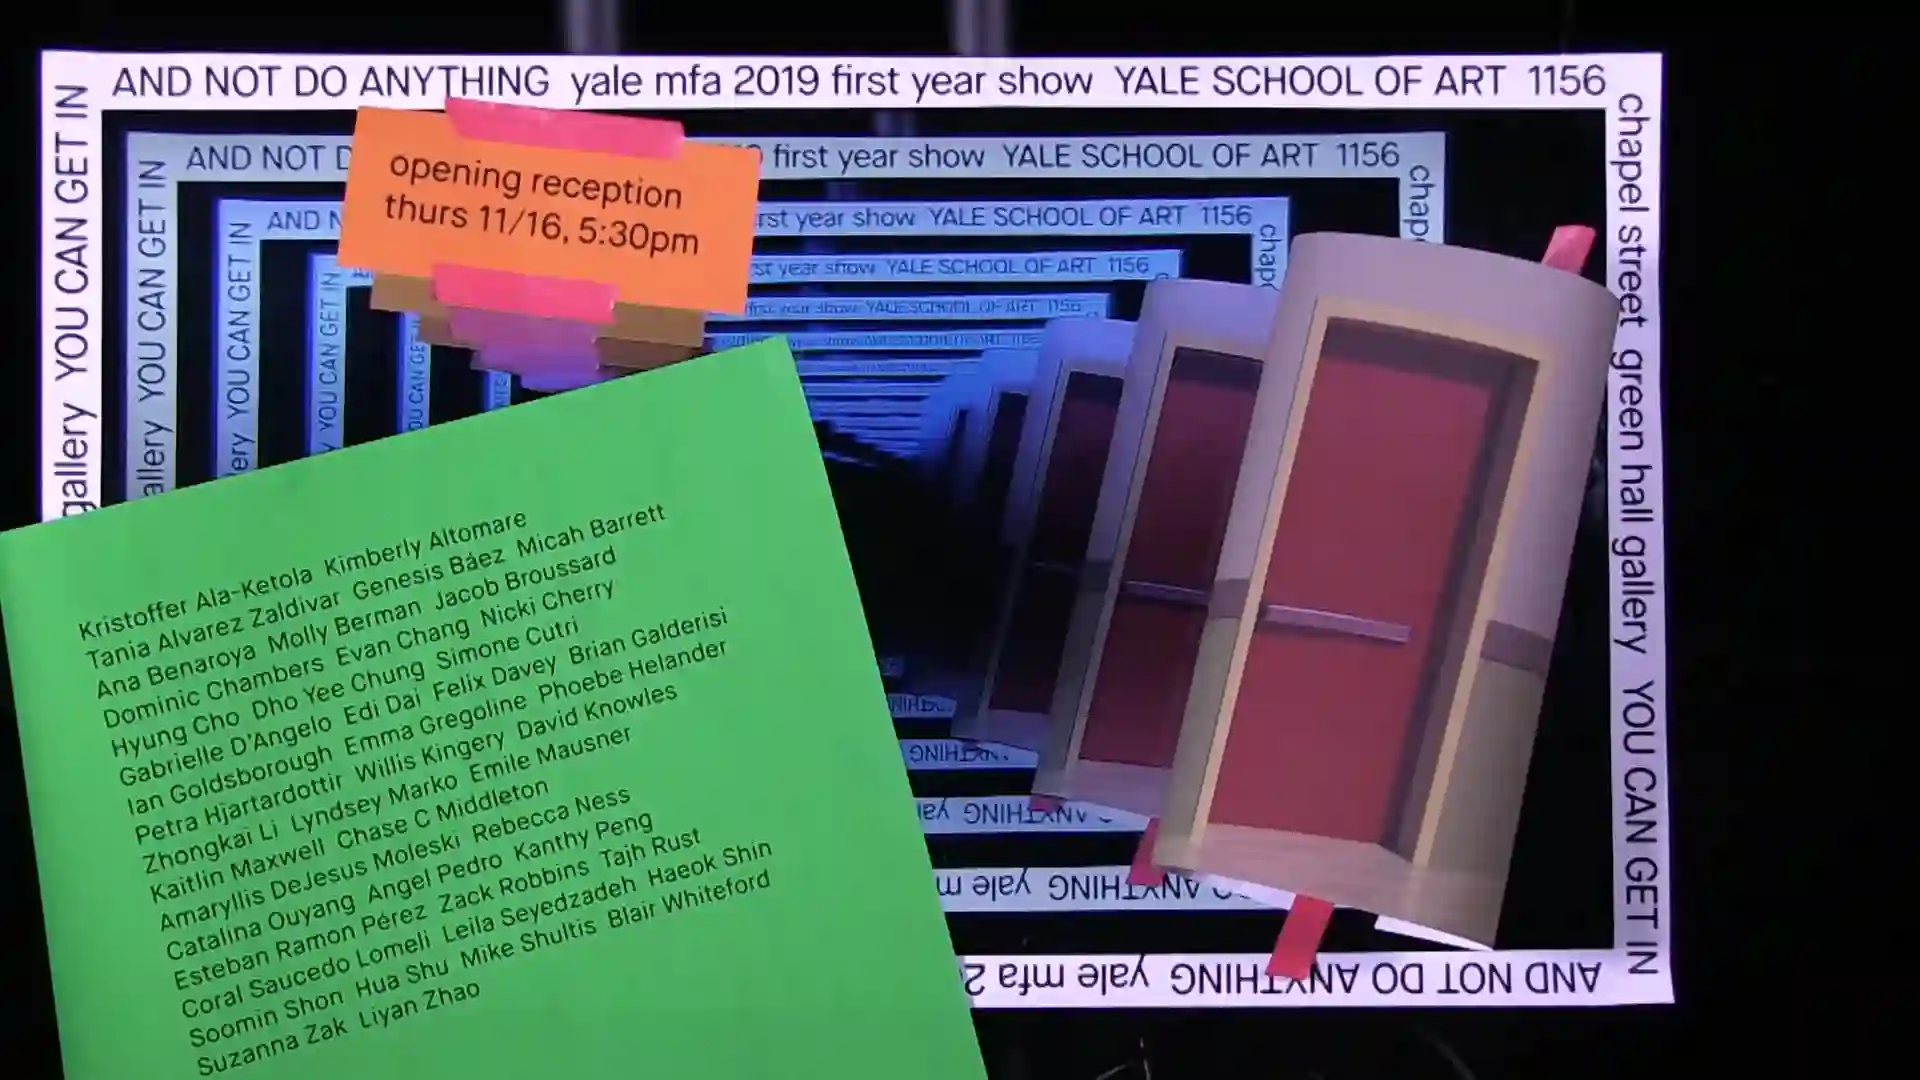 AND NOT DO ANYTHING yale mfa 2019 first year show YALE SCHOOL OF ART 1156
chapel street green hall gallery YOU CAN GET IN
AND NOT DO ANYTHING yale mfa 2
gallery YOU CAN GET IN
AND NOT D
first year show YALE SCHOOL OF ART 1156
chape
AND NOT DO ANYTHING yale m
allery YOU CAN GET IN
AND N
rst year show YALE SCHOOL OF ART 1156
chape
ANYTHING yale
ery YOU CAN GET IN
st year show YALE SCHOOL OF ART 1156
ANYTHING
y YOU CAN GET IN
mfa year show YALE SCHOOL OF ART 1156
YOU CAN GET
opening reception
thurs 11/16, 5:30pm
Kristoffer Ala-Ketola Kimberly Altomare
Tania Alvarez Zaldivar Genesis Báez Micah Barrett
Ana Benaroya Molly Berman Jacob Broussard
Dominic Chambers Evan Chang Nicki Cherry
Hyung Cho Dho Yee Chung Simone Cutri
Gabrielle D'Angelo Edi Dai Felix Davey Brian Galderisi
Ian Goldsborough Emma Gregoline Phoebe Helander
Petra Hjartardottir Willis Kingery David Knowles
Zhongkai Li Lyndsey Marko Emile Mausner
Kaitlin Maxwell Chase C Middleton
Amaryllis DeJesus Moleski Rebecca Ness
Catalina Ouyang Angel Pedro Kanthy Peng
Esteban Ramon Pérez Zack Robbins Tajh Rust
Coral Saucedo Lomeli Leila Seyedzadeh Haeok Shin
Soomin Shon Hua Shu Mike Shultis Blair Whiteford
Suzanna Zak Liyan Zhao